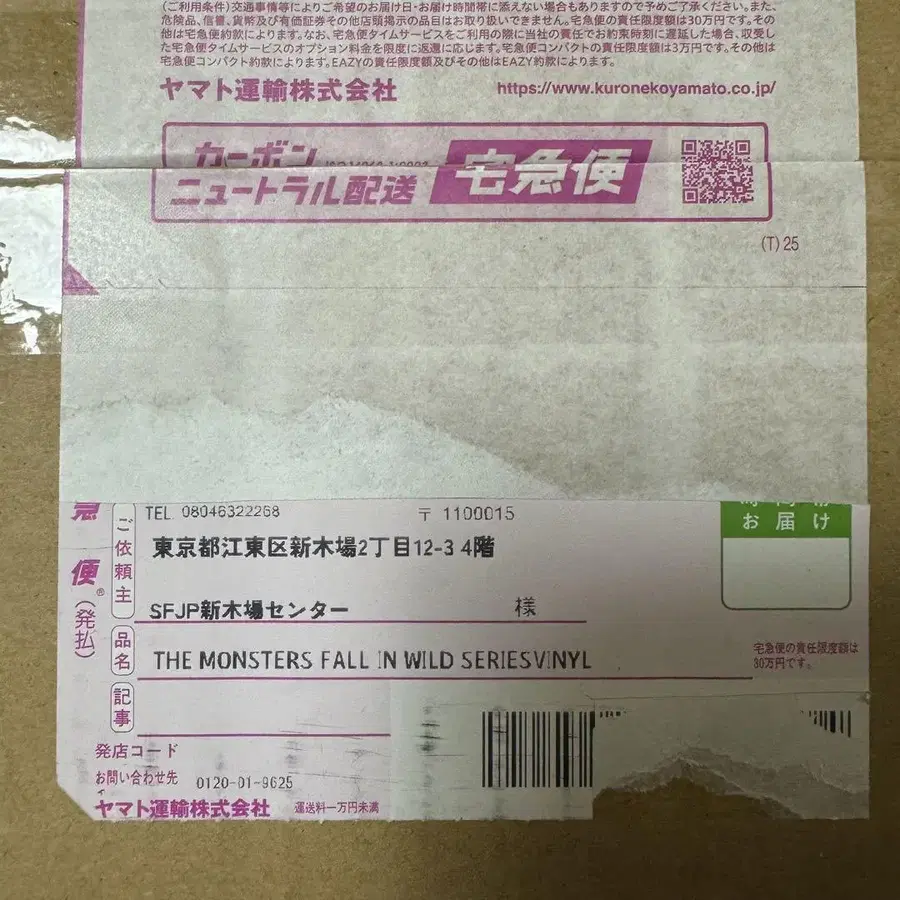 (ご利用条件)交通事情等によりご希望のお届け日・お届け時間帯に添えない場合もありますので予めご了承ください。また、
危険品、信書、貨幣及び有価証券その他店頭掲示の品目はお取り扱いできません。宅急便の責任限度額は30万円です。その
他は宅急便約款によります。なお、宅急便タイムサービスをご利用の際に当社の責任でお約束時刻に遅延した場合、収受し
た宅急便タイムサービスのオプション料金を限度に返還に応じます。宅急便コンパクトの責任限度額は3万円です。その他は
宅急便コンパクト約款によります。EAZYの責任限度額及びその他はEAZY約款によります。
ヤマト運輸株式会社 https://www.kuronekoyamato.co.jp/
カーボン
ニュートラル配送 宅急便
(T) 25
急便®(発払)
ご依頼主
TEL 08046322268 〒 1100015
東京都江東区新木場2丁目12-3 4階
SFJP新木場センター 様
お届け
品名
THE MONSTERS FALL IN WILD SERIESVINYL
宅急便の責任限度額は
30万円です。
記事
発店コード
お問い合わせ先 0120-01-9625
ヤマト運輸株式会社 運送料一万円未満